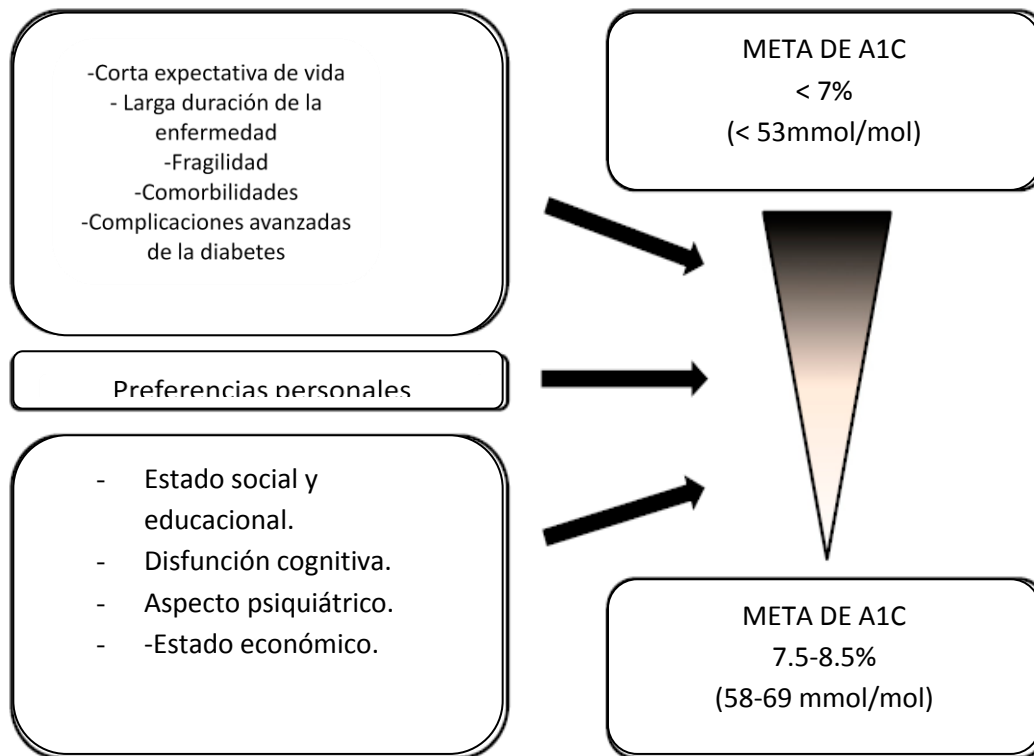 -Corta expectativa de vida
- Larga duración de la
enfermedad
-Fragilidad
-Comorbilidades
-Complicaciones avanzadas
de la diabetes
Preferencias personales
- Estado social y
educacional.
- Disfunción cognitiva.
- Aspecto psiquiátrico.
- -Estado económico.
META DE A1C
< 7%
(< 53mmol/mol)
META DE A1C
7.5-8.5%
(58-69 mmol/mol)